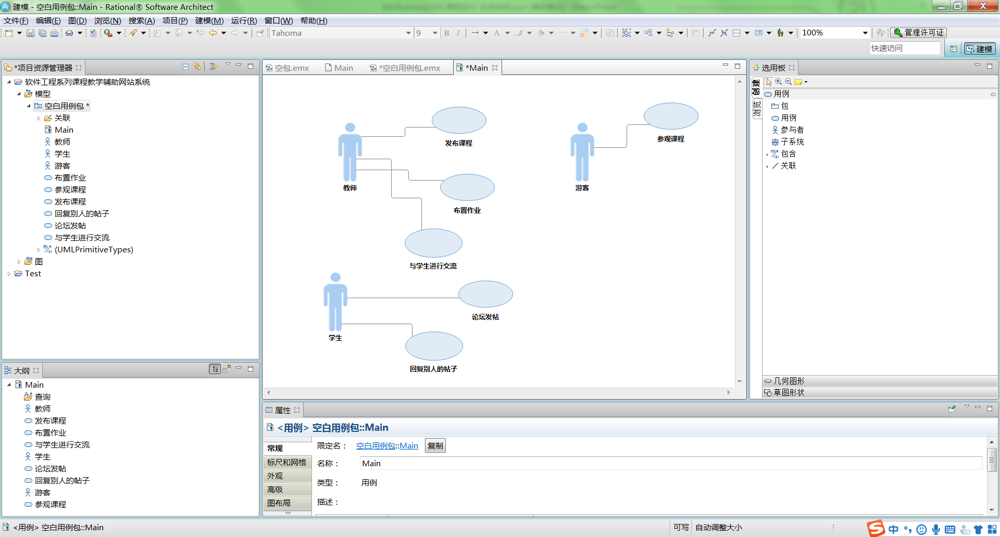 建模 - 空白用例包::Main - Rational® Software Architect
文件(F) 编辑(E) 图(D) 浏览(N) 搜索(A) 项目(P) 建模(M) 运行(R) 窗口(W) 帮助(H)
Tahoma 9 B I A 100% 管理许可证
快速访问 建模
*项目资源管理器
软件工程系列课程教学辅助网站系统
模型
空白用例包 *
关联
Main
教师
学生
游客
布置作业
参观课程
发布课程
回复别人的帖子
论坛发帖
与学生进行交流
(UMLPrimitiveTypes)
图
Test
大纲
Main
查询
教师
发布课程
布置作业
与学生进行交流
学生
论坛发帖
回复别人的帖子
游客
参观课程
空包.emx Main *空白用例包.emx *Main
发布课程
参观课程
教师
游客
布置作业
与学生进行交流
论坛发帖
学生
回复别人的帖子
选用板
创建
浏览
用例
包
用例
参与者
子系统
包含
关联
几何图形
草图形状
属性
<用例> 空白用例包::Main
常规
标尺和网格
外观
高级
图布局
限定名： 空白用例包::Main 复制
名称： Main
类型： 用例
描述：
<用例> 空白用例包::Main 可写 自动调整大小
S 中